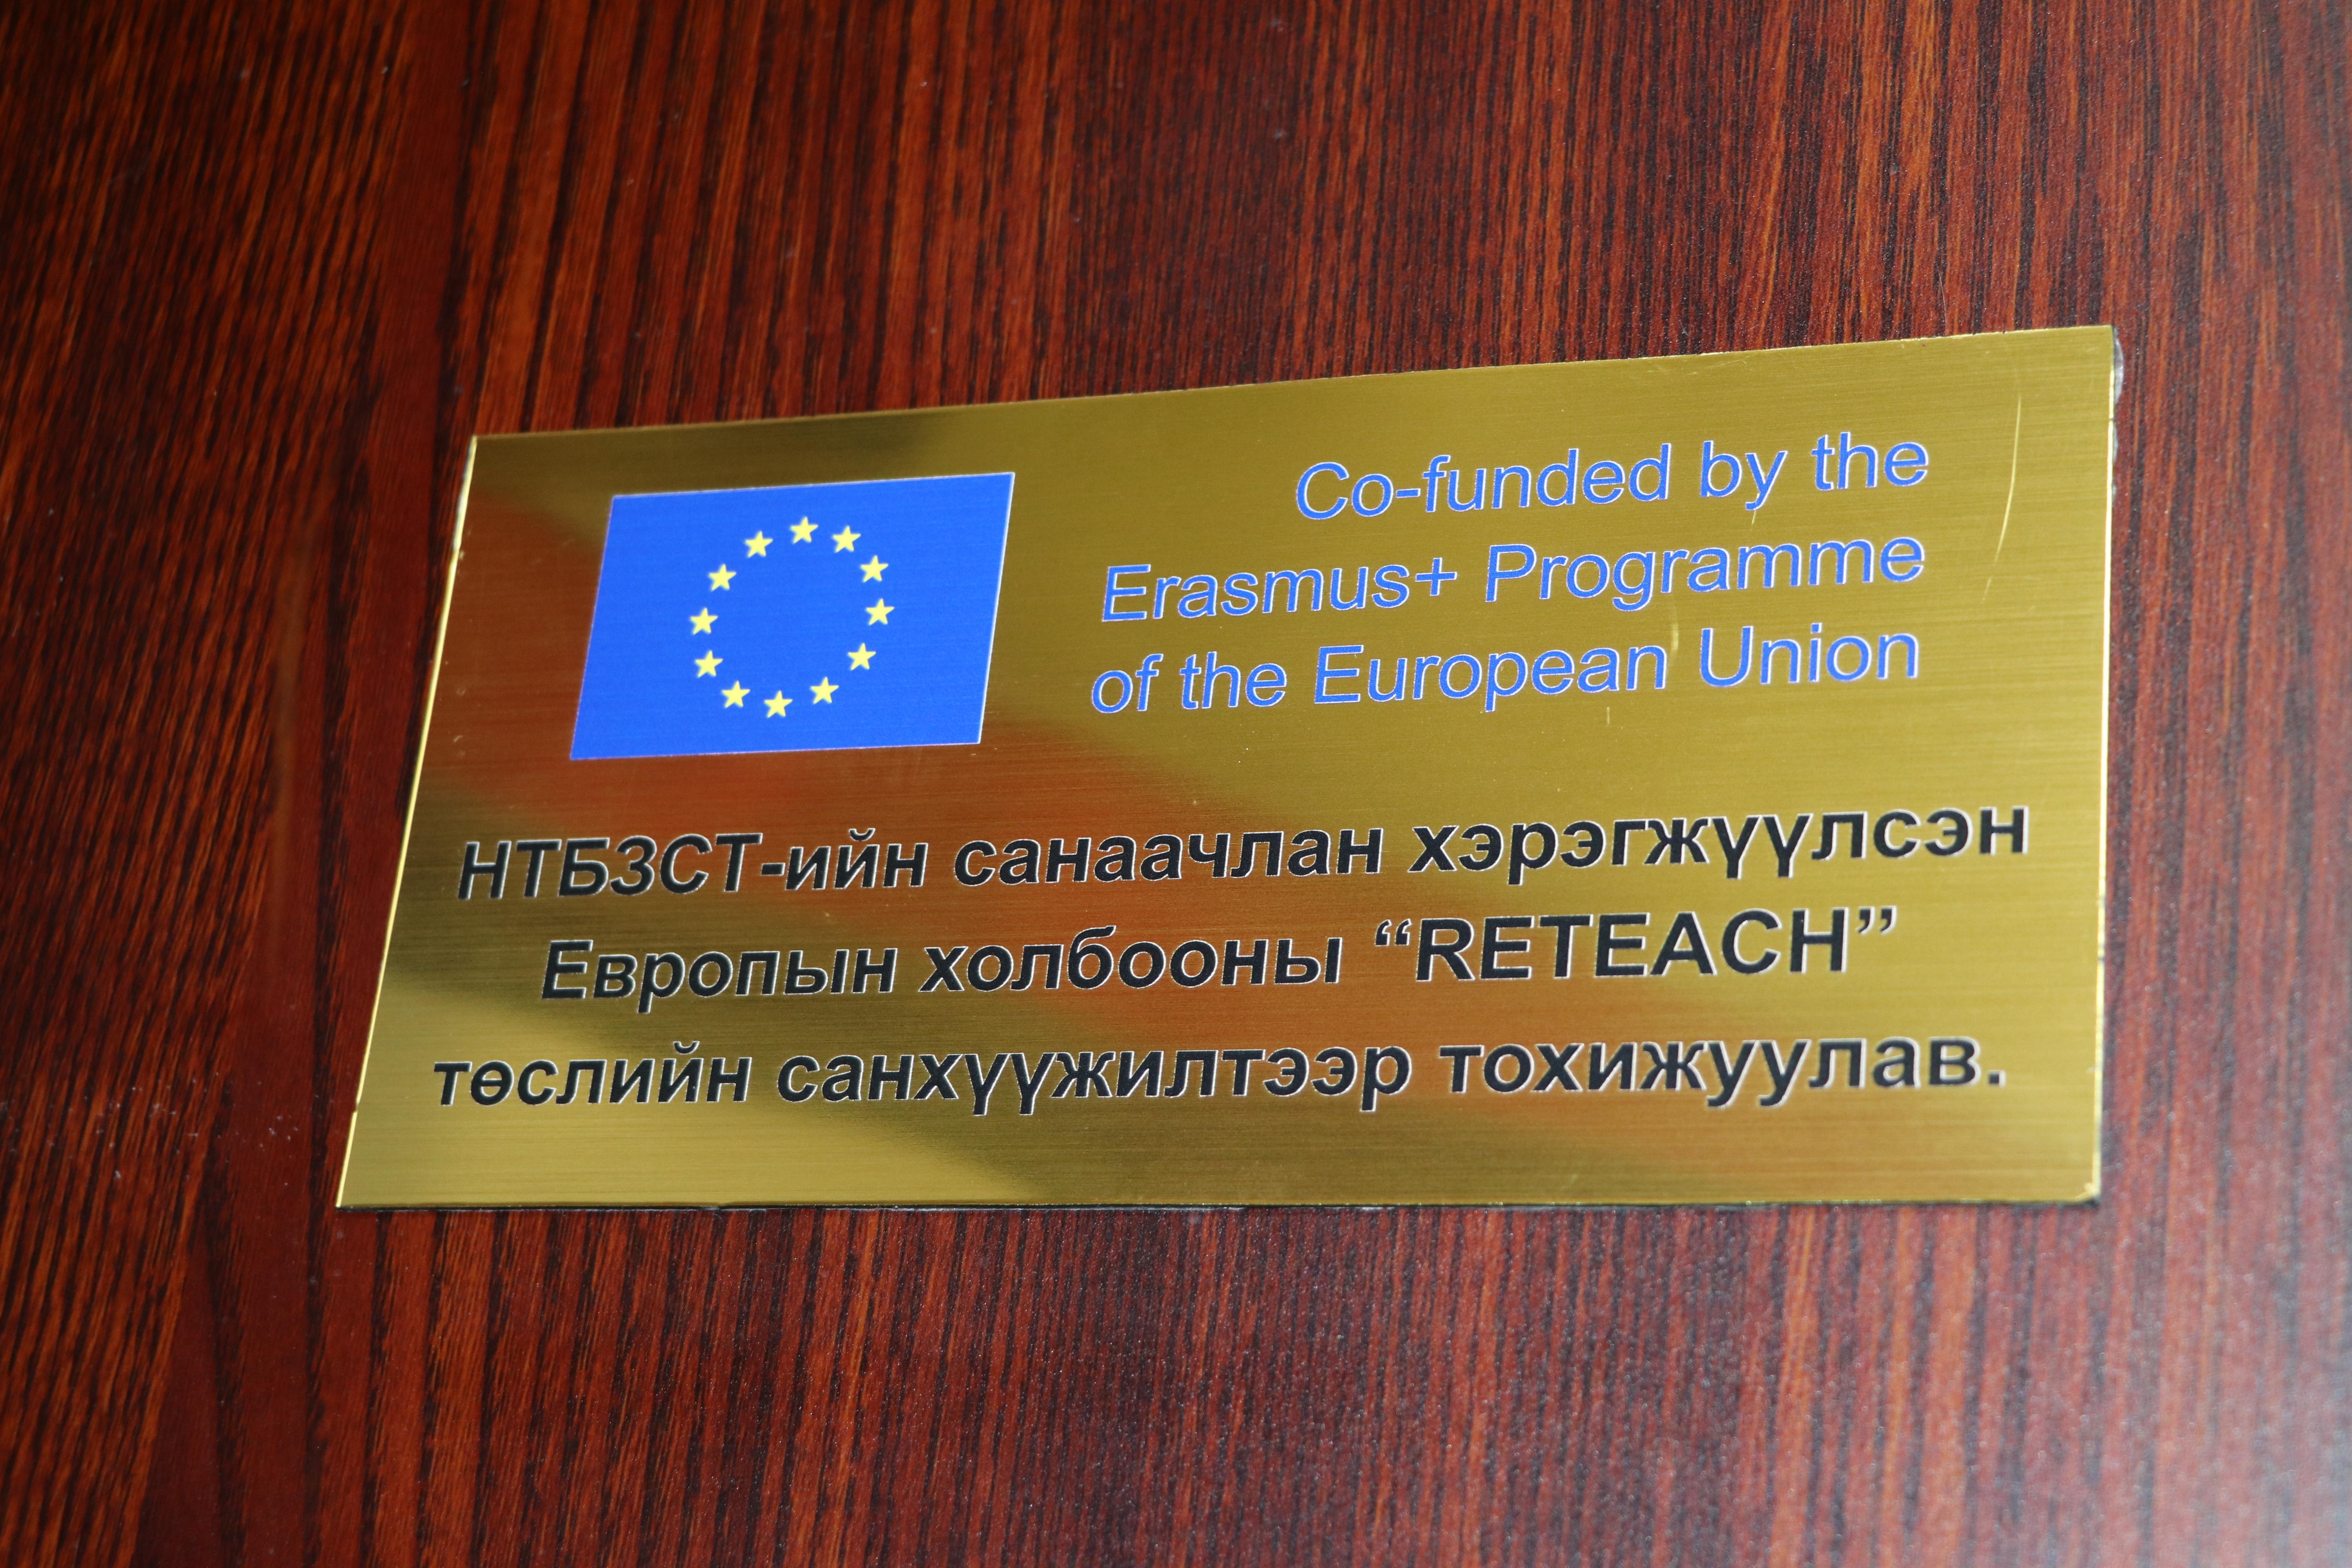 Co-funded by the
Erasmus+ Programme
of the European Union
НТБЗСТ-ийн санаачлан хэрэгжүүлсэн
Европын холбооны “RETEACH”
төслийн санхүүжилтээр тохижуулав.